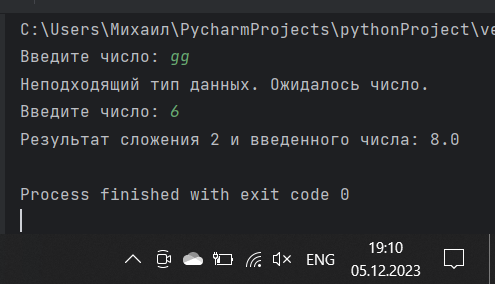 C:\Users\Михаил\PycharmProjects\pythonProject\ve
Введите число: gg
Неподходящий тип данных. Ожидалось число.
Введите число: 6
Результат сложения 2 и введенного числа: 8.0
Process finished with exit code 0
ENG
19:10
05.12.2023